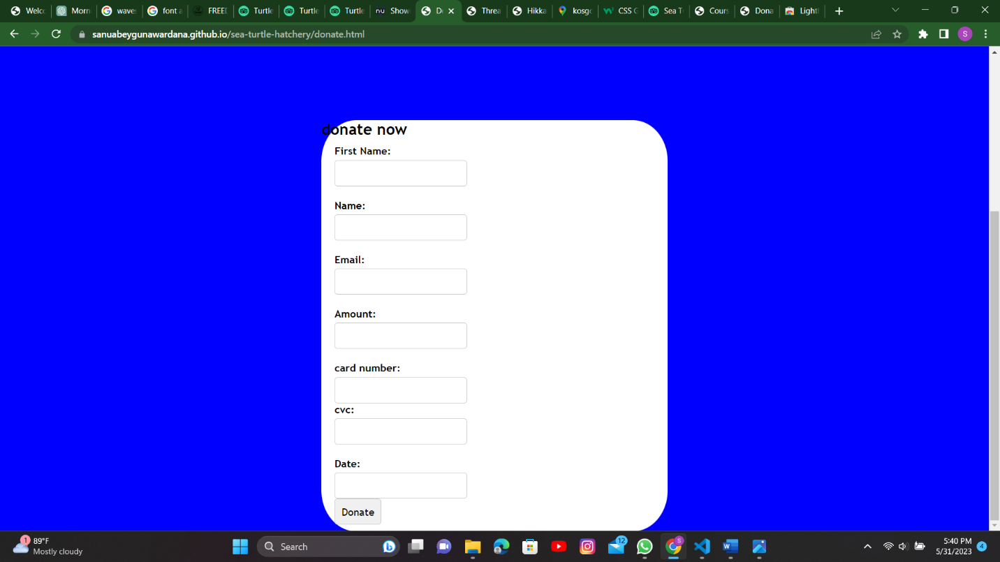 Welco
Morn
wave
font a
FREE
Turtle
Turtle
Turtle
nu Show
Do
Threa
Hikka
kosgo
CSS G
Sea T
Cours
Dona
Light
sanuabeygunawardana.github.io/sea-turtle-hatchery/donate.html
S
donate now
First Name:
Name:
Email:
Amount:
card number:
cvc:
Date:
Donate
1
89°F
Mostly cloudy
Search
12
S
5:40 PM
5/31/2023
4